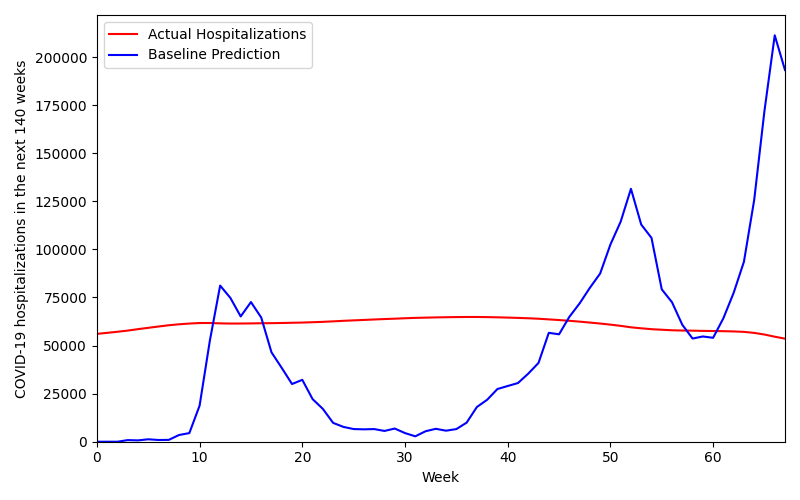 Actual Hospitalizations
Baseline Prediction
COVID-19 hospitalizations in the next 140 weeks
200000
175000
150000
125000
100000
75000
50000
25000
0
0 10 20 30 40 50 60
Week